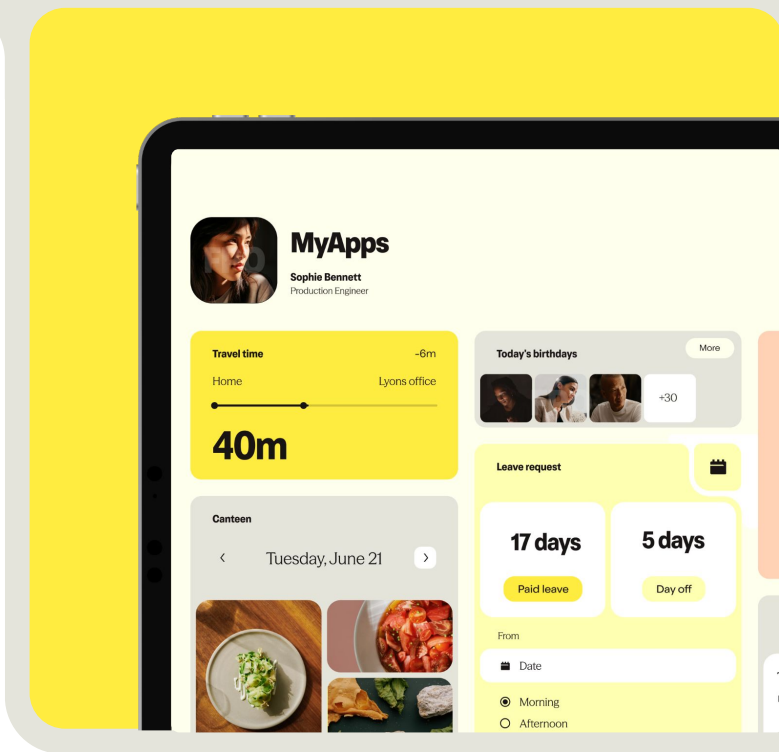 MyApps
Sophie Bennett
Production Engineer
Travel time
-6m
Home
Lyons office
40m
Canteen
Tuesday, June 21
Today's birthdays
More
+30
Leave request
17 days
Paid leave
5 days
Day off
From
Date
Morning
Afternoon